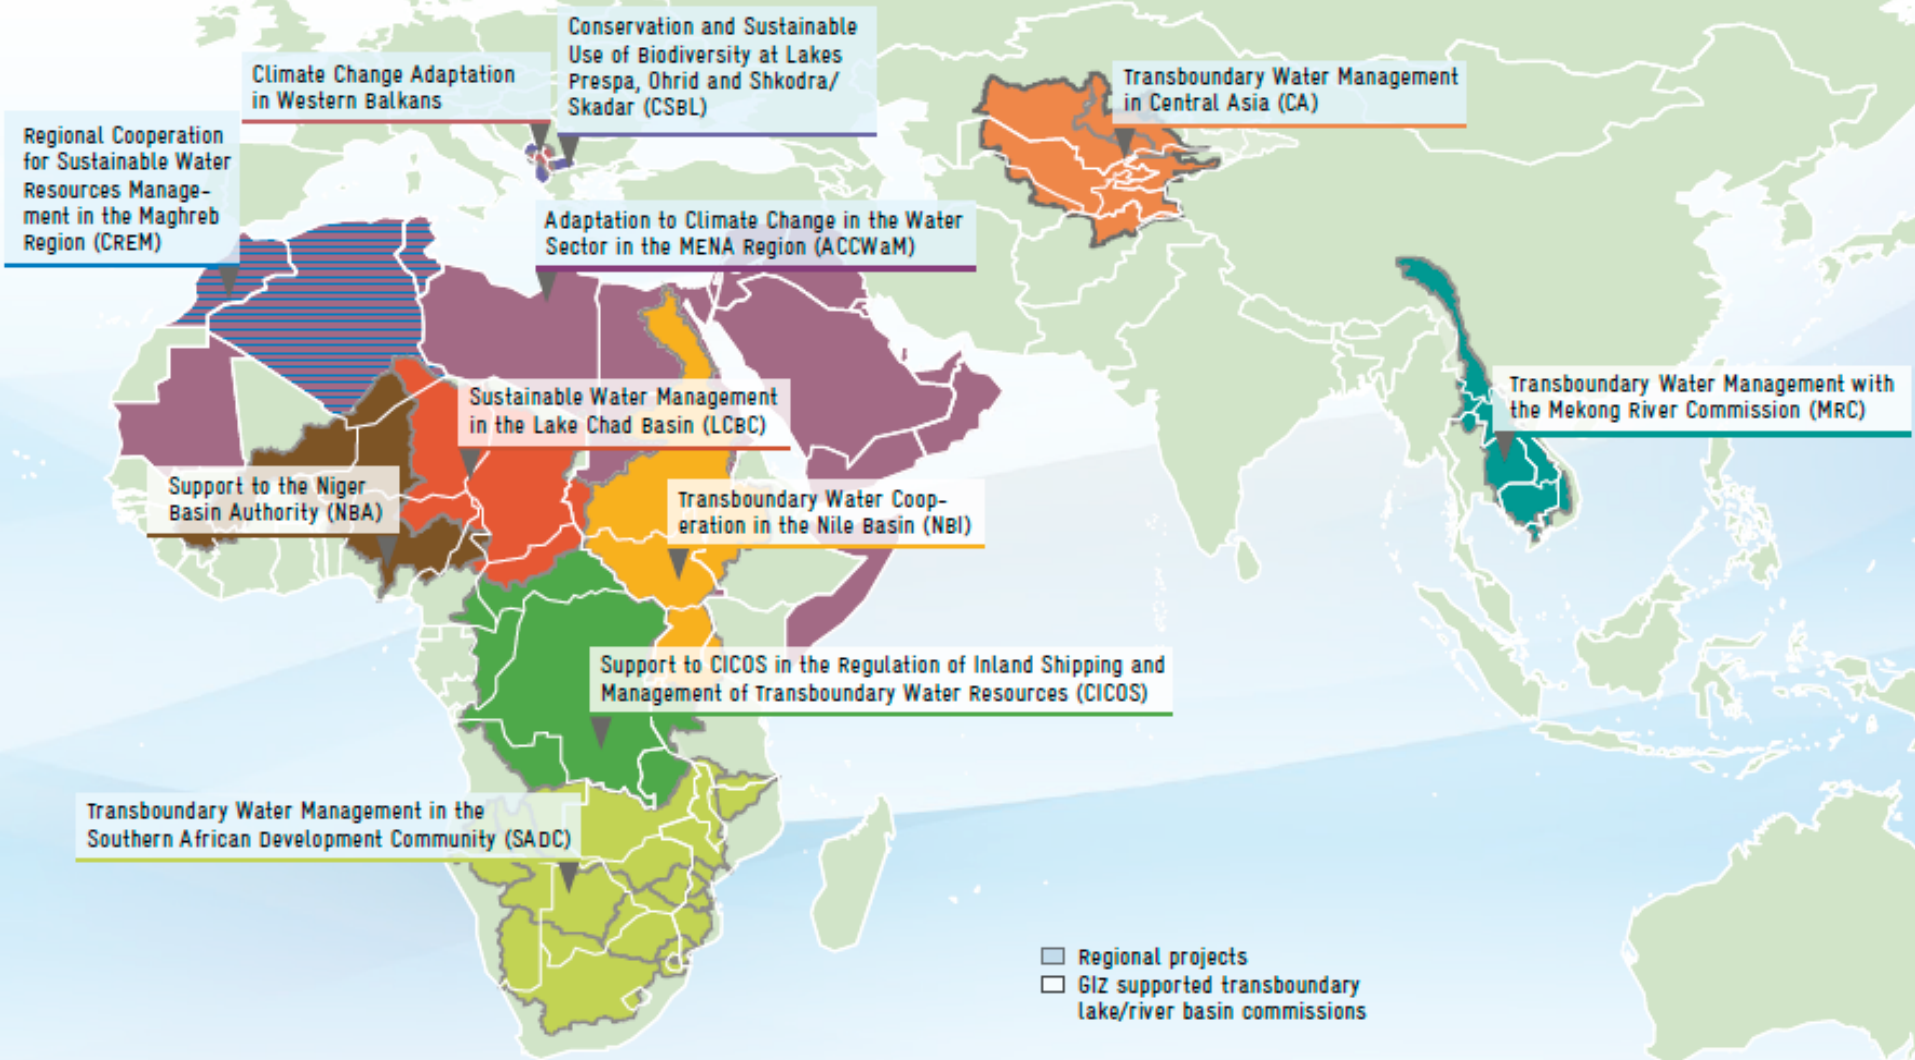 Conservation and Sustainable
Use of Biodiversity at Lakes
Prespa, Ohrid and Shkodra/
Skadar (CSBL)
Climate Change Adaptation
in Western Balkans
Transboundary Water Management
in Central Asia (CA)
Regional Cooperation
for Sustainable Water
Resources Manage-
ment in the Maghreb
Region (CREM)
Adaptation to Climate Change in the Water
Sector in the MENA Region (ACCWaM)
Sustainable Water Management
in the Lake Chad Basin (LCBC)
Transboundary Water Management with
the Mekong River Commission (MRC)
Support to the Niger
Basin Authority (NBA)
Transboundary Water Coop-
eration in the Nile Basin (NBI)
Support to CICOS in the Regulation of Inland Shipping and
Management of Transboundary Water Resources (CICOS)
Transboundary Water Management in the
Southern African Development Community (SADC)
Regional projects
GIZ supported transboundary
lake/river basin commissions